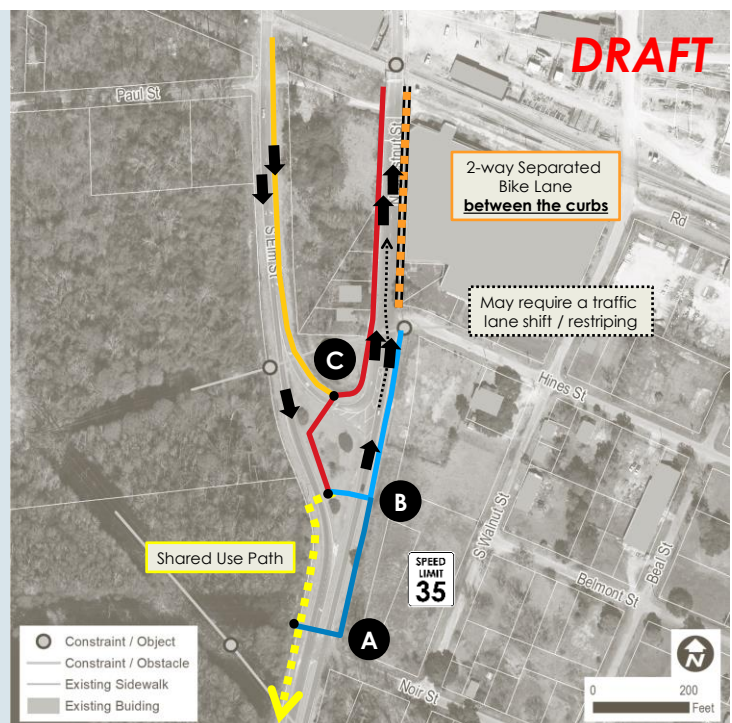 DRAFT
Paul St
2-way Separated
Bike Lane
between the curbs
Rd
S Elm St
May require a traffic
lane shift / restriping
C
Hines St
B
S Walnut St
Shared Use Path
SPEED
LIMIT
35
Beal St
Belmont St
A
Constraint / Object
Constraint / Obstacle
Existing Sidewalk
Existing Buiding
Noir St
N
0
200
Feet